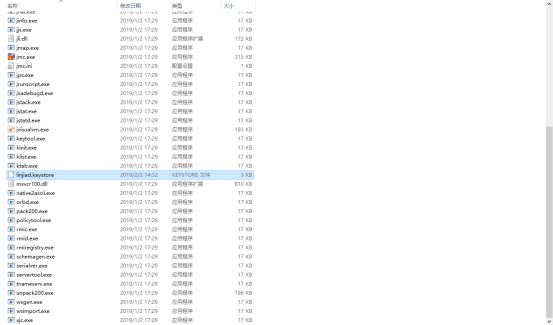 名称 修改日期 类型 大小
jinfo.exe 2019/1/2 17:29 应用程序 17 KB
jjs.exe 2019/1/2 17:29 应用程序 17 KB
jli.dll 2019/1/2 17:29 应用程序扩展 172 KB
jmap.exe 2019/1/2 17:29 应用程序 17 KB
jmc.exe 2019/1/2 17:29 应用程序 315 KB
jmc.ini 2019/1/2 17:29 配置设置 1 KB
jps.exe 2019/1/2 17:29 应用程序 17 KB
jrunscript.exe 2019/1/2 17:29 应用程序 17 KB
jsadebugd.exe 2019/1/2 17:29 应用程序 17 KB
jstack.exe 2019/1/2 17:29 应用程序 17 KB
jstat.exe 2019/1/2 17:29 应用程序 17 KB
jstatd.exe 2019/1/2 17:29 应用程序 17 KB
jvisualvm.exe 2019/1/2 17:29 应用程序 193 KB
keytool.exe 2019/1/2 17:29 应用程序 17 KB
kinit.exe 2019/1/2 17:29 应用程序 17 KB
klist.exe 2019/1/2 17:29 应用程序 17 KB
ktab.exe 2019/1/2 17:29 应用程序 17 KB
linjiad.keystore 2019/2/2 14:32 KEYSTORE 文件 3 KB
msvcr100.dll 2019/1/2 17:29 应用程序扩展 810 KB
native2ascii.exe 2019/1/2 17:29 应用程序 17 KB
orbd.exe 2019/1/2 17:29 应用程序 17 KB
pack200.exe 2019/1/2 17:29 应用程序 17 KB
policytool.exe 2019/1/2 17:29 应用程序 17 KB
rmic.exe 2019/1/2 17:29 应用程序 17 KB
rmid.exe 2019/1/2 17:29 应用程序 17 KB
rmiregistry.exe 2019/1/2 17:29 应用程序 17 KB
schemagen.exe 2019/1/2 17:29 应用程序 17 KB
serialver.exe 2019/1/2 17:29 应用程序 17 KB
servertool.exe 2019/1/2 17:29 应用程序 17 KB
tnameserv.exe 2019/1/2 17:29 应用程序 17 KB
unpack200.exe 2019/1/2 17:29 应用程序 196 KB
wsgen.exe 2019/1/2 17:29 应用程序 17 KB
wsimport.exe 2019/1/2 17:29 应用程序 17 KB
xjc.exe 2019/1/2 17:29 应用程序 17 KB